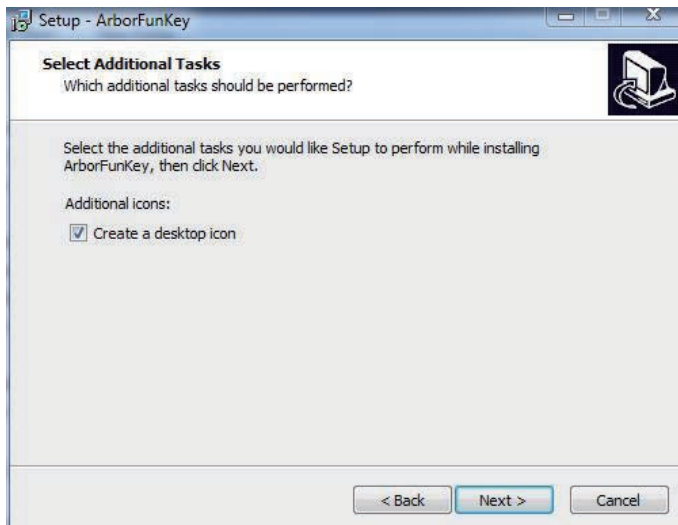 Setup - ArborFunKey
Select Additional Tasks
Which additional tasks should be performed?
Select the additional tasks you would like Setup to perform while installing
ArborFunKey, then click Next.
Additional icons:
Create a desktop icon
< Back Next > Cancel